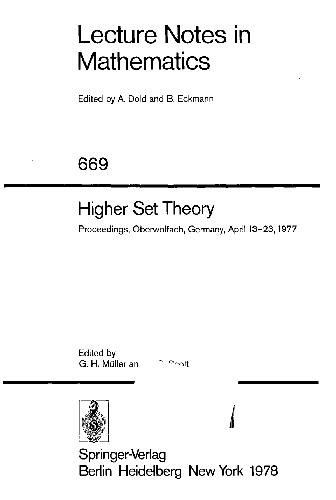 Lecture Notes in
Mathematics
Edited by A. Dold and B. Eckmann
669
Higher Set Theory
Proceedings, Oberwolfach, Germany, April 13–23, 1977
Edited by
G. H. Müller an
Springer-Verlag
Berlin Heidelberg New York 1978